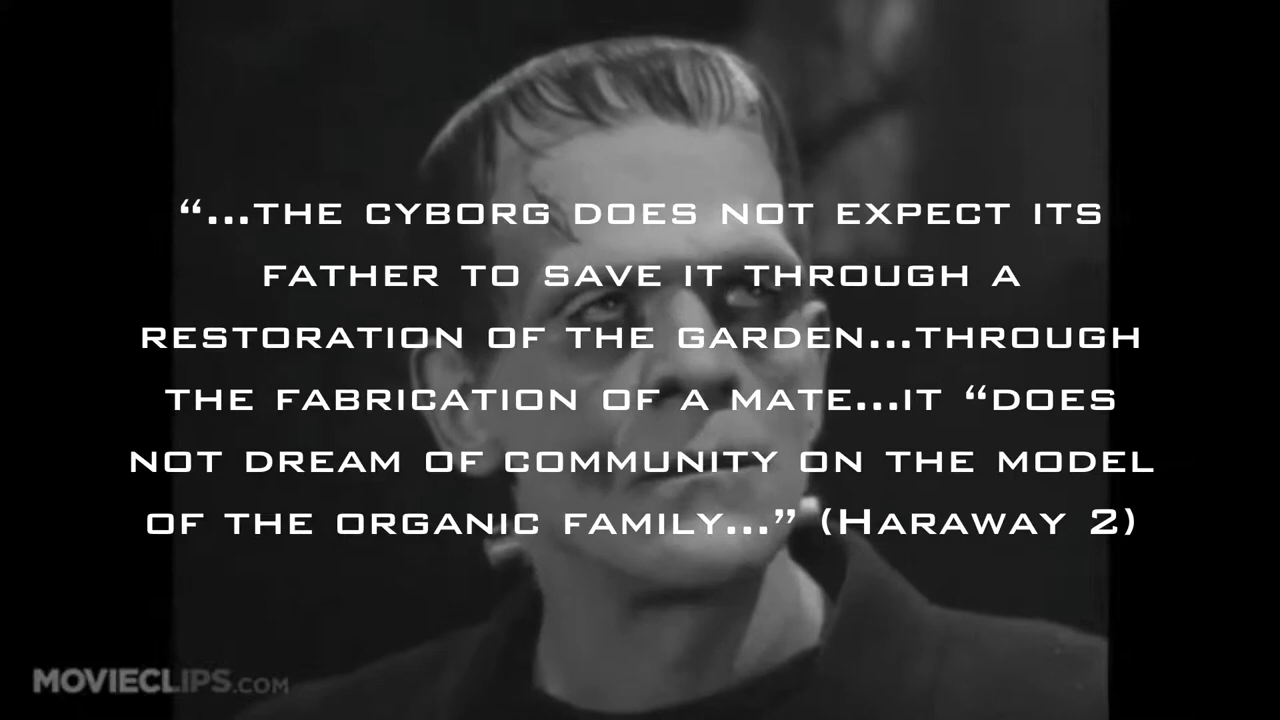 “...THE CYBORG DOES NOT EXPECT ITS
FATHER TO SAVE IT THROUGH A
RESTORATION OF THE GARDEN...THROUGH
THE FABRICATION OF A MATE...IT “DOES
NOT DREAM OF COMMUNITY ON THE MODEL
OF THE ORGANIC FAMILY...” (HARAWAY 2)
MOVIECLIPS.COM